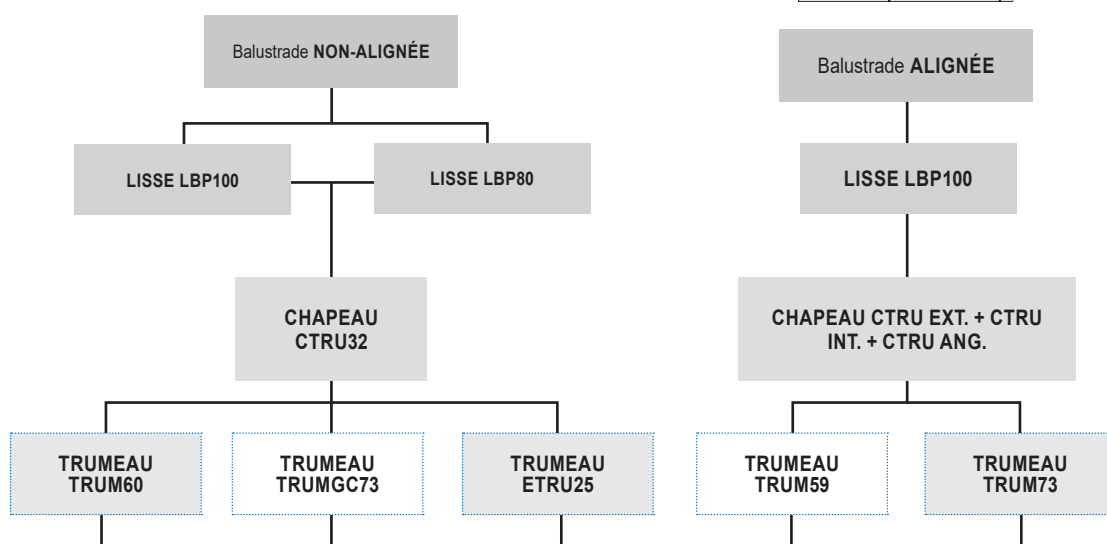 Balustrade NON-ALIGNÉE
LISSE LBP100
LISSE LBP80
CHAPEAU
CTRU32
TRUMEAU
TRUM60
TRUMEAU
TRUMGC73
TRUMEAU
ETRU25
Balustrade ALIGNÉE
LISSE LBP100
CHAPEAU CTRU EXT. + CTRU
INT. + CTRU ANG.
TRUMEAU
TRUM59
TRUMEAU
TRUM73